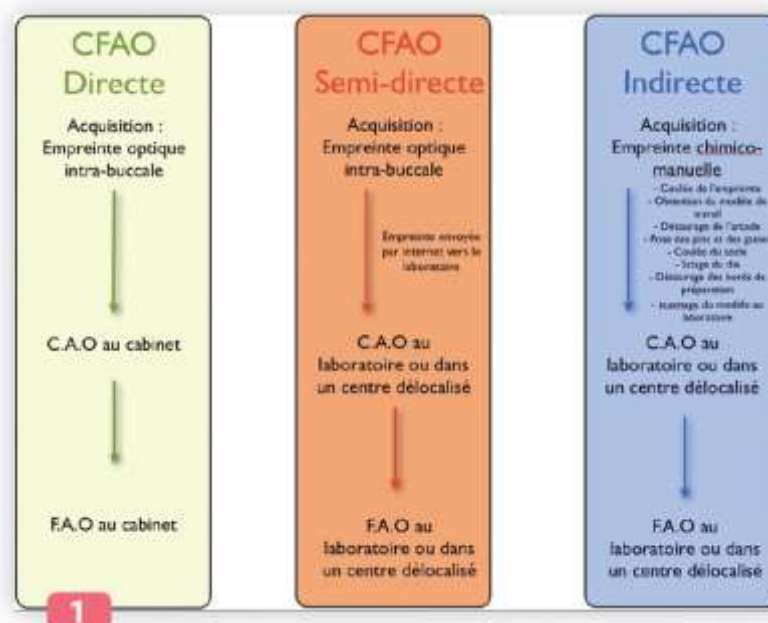 CFAO
Directe
Acquisition :
Empreinte optique
intra-buccale
C.A.O au cabinet
F.A.O au cabinet
CFAO
Semi-directe
Acquisition :
Empreinte optique
intra-buccale
Empreinte envoyée
par internet vers le
laboratoire
C.A.O au
laboratoire ou dans
un centre délocalisé
F.A.O au
laboratoire ou dans
un centre délocalisé
CFAO
Indirecte
Acquisition :
Empreinte chimico-
manuelle
- Coulée de l'empreinte
- Obtention du modèle de
travail
- Détourage de l'arcade
- Pose des pins et des gaines
- Coulée du socle
- Sciage du die
- Détourage des bords de
préparation
- du modèle au
laboratoire
C.A.O au
laboratoire ou dans
un centre délocalisé
F.A.O au
laboratoire ou dans
un centre délocalisé
1